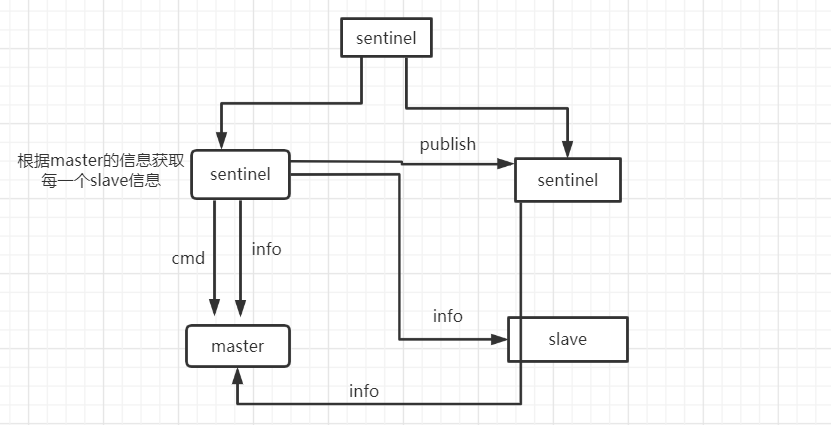 sentinel
publish
根据master的信息获取
每一个slave信息
sentinel
sentinel
cmd
info
info
slave
master
info